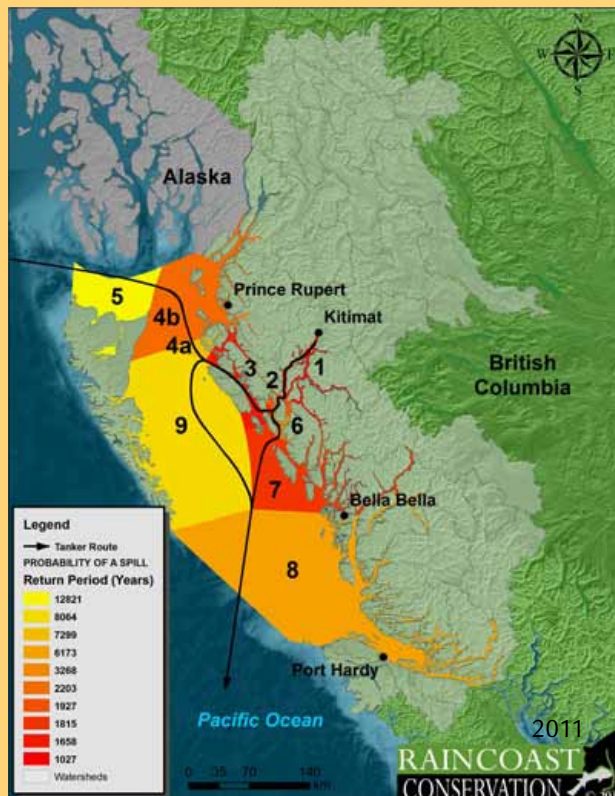 N
W
S
Alaska
5
4b
Prince Rupert
4a
Kitimat
3
2
1
British
Columbia
9
6
7
Bella Bella
8
Port Hardy
Pacific Ocean
Legend
Tanker Route
PROBABILITY OF A SPILL
Return Period (Years)
12821
8064
7299
6173
3268
2203
1927
1815
1658
1027
Watersheds
0 35 70 140
2011
RAINCOAST
CONSERVATION